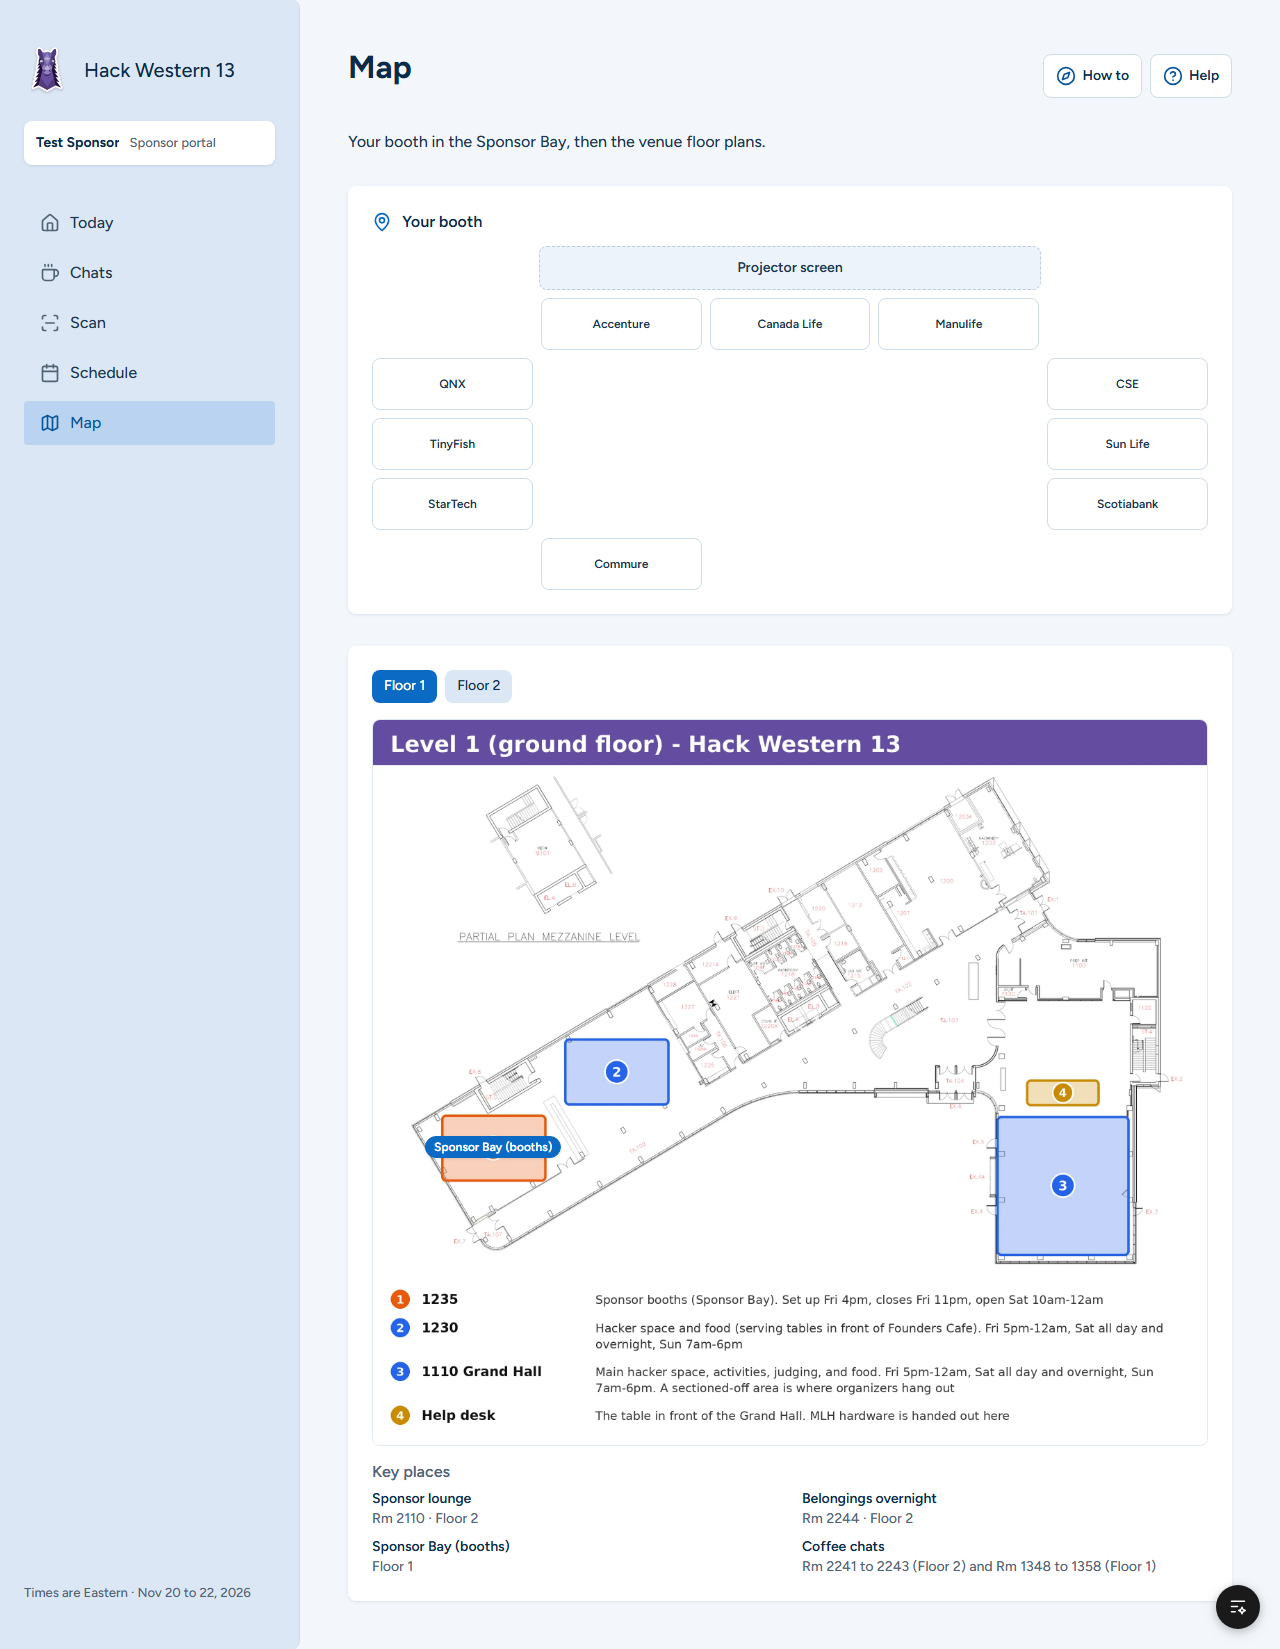 Hack Western 13
Test Sponsor Sponsor portal
Today
Chats
Scan
Schedule
Map
Times are Eastern · Nov 20 to 22, 2026
Map
How to
Help
Your booth in the Sponsor Bay, then the venue floor plans.
Your booth
Projector screen
Accenture
Canada Life
Manulife
QNX
CSE
TinyFish
Sun Life
StarTech
Scotiabank
Commure
Floor 1
Floor 2
Level 1 (ground floor) - Hack Western 13
PARTIAL PLAN MEZZANINE LEVEL
2
Sponsor Bay (booths)
4
3
1 1235 Sponsor booths (Sponsor Bay). Set up Fri 4pm, closes Fri 11pm, open Sat 10am-12am
2 1230 Hacker space and food (serving tables in front of Founders Cafe). Fri 5pm-12am, Sat all day and
overnight, Sun 7am-6pm
3 1110 Grand Hall Main hacker space, activities, judging, and food. Fri 5pm-12am, Sat all day and overnight, Sun
7am-6pm. A sectioned-off area is where organizers hang out
4 Help desk The table in front of the Grand Hall. MLH hardware is handed out here
Key places
Sponsor lounge
Rm 2110 · Floor 2
Belongings overnight
Rm 2244 · Floor 2
Sponsor Bay (booths)
Floor 1
Coffee chats
Rm 2241 to 2243 (Floor 2) and Rm 1348 to 1358 (Floor 1)